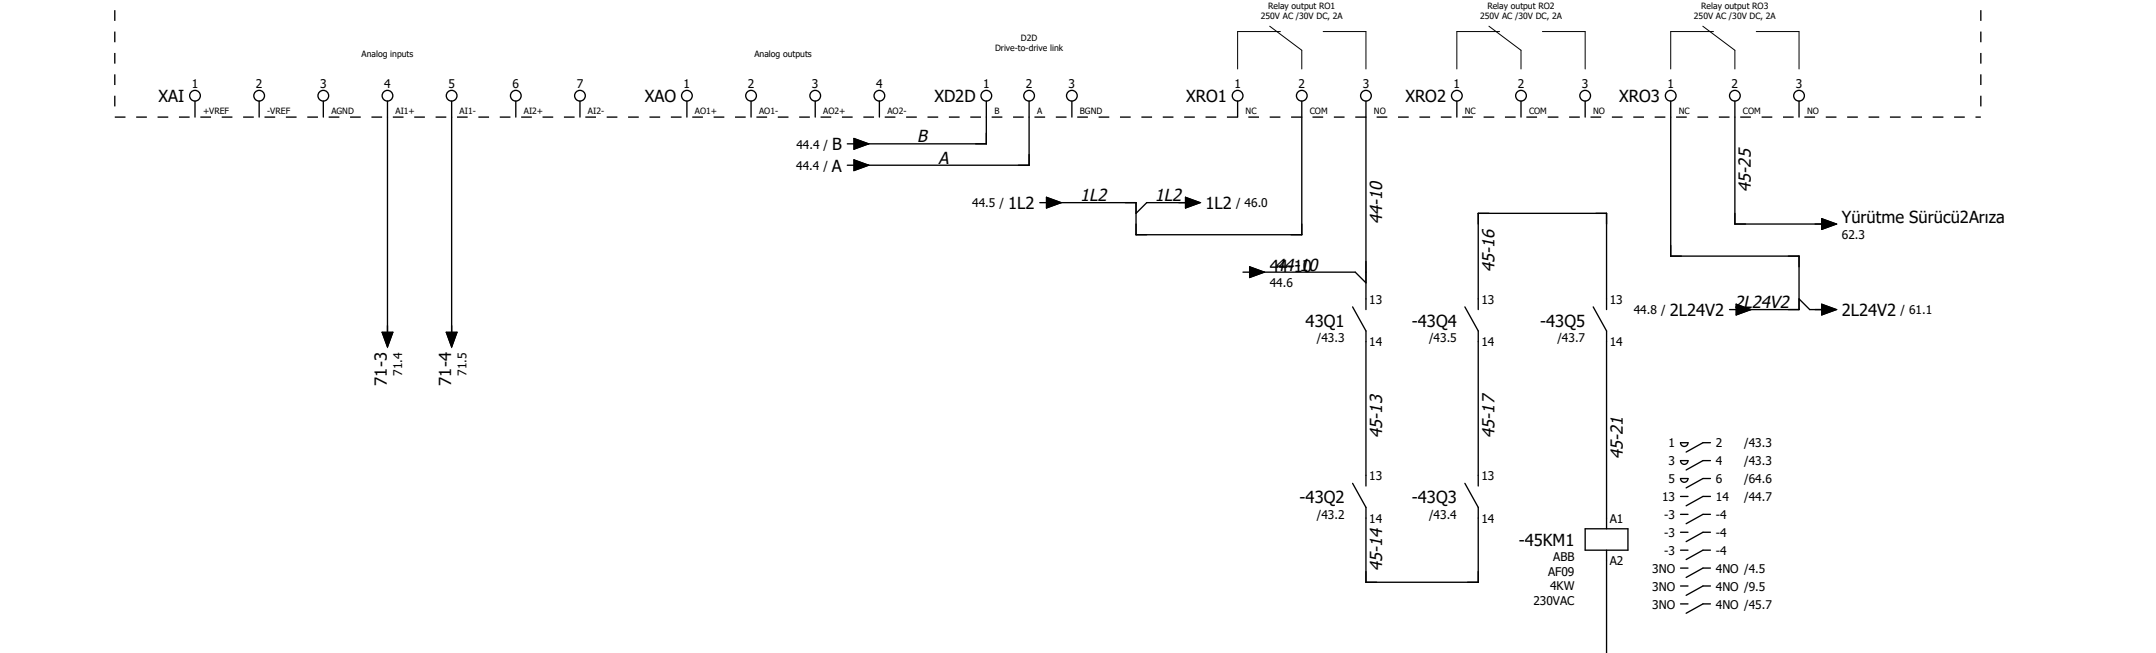 Relay output RO1
250V AC /30V DC, 2A
Relay output RO2
250V AC /30V DC, 2A
Relay output RO3
250V AC /30V DC, 2A
Analog inputs
Analog outputs
D2D
Drive-to-drive link
XAI 1 2 3 4 5 6 7
+VREF -VREF AGND AI1+ AI1- AI2+ AI2-
XAO 1 2 3 4
AO1+ AO1- AO2+ AO2-
XD2D 1 2 3
B A BGND
XRO1 1 2 3
NC COM NO
XRO2 1 2 3
NC COM NO
XRO3 1 2 3
NC COM NO
44.4 / B B
44.4 / A A
44.5 / 1L2 1L2 1L2 1L2 / 46.0
44-10
45-25
Yürütme Sürücü2Arıza
62.3
44-10
44.6
45-16
44.8 / 2L24V2 2L24V2 2L24V2 / 61.1
43Q1
/43.3
13
14
-43Q4
/43.5
13
14
-43Q5
/43.7
13
14
71-3
71.4
71-4
71.5
45-13
45-17
45-21
-43Q2
/43.2
13
14
-43Q3
/43.4
13
14
45-14
-45KM1
ABB
AF09
4KW
230VAC
A1
A2
1 2 /43.3
3 4 /43.3
5 6 /64.6
13 14 /44.7
-3 -4
-3 -4
-3 -4
3NO 4NO /4.5
3NO 4NO /9.5
3NO 4NO /45.7